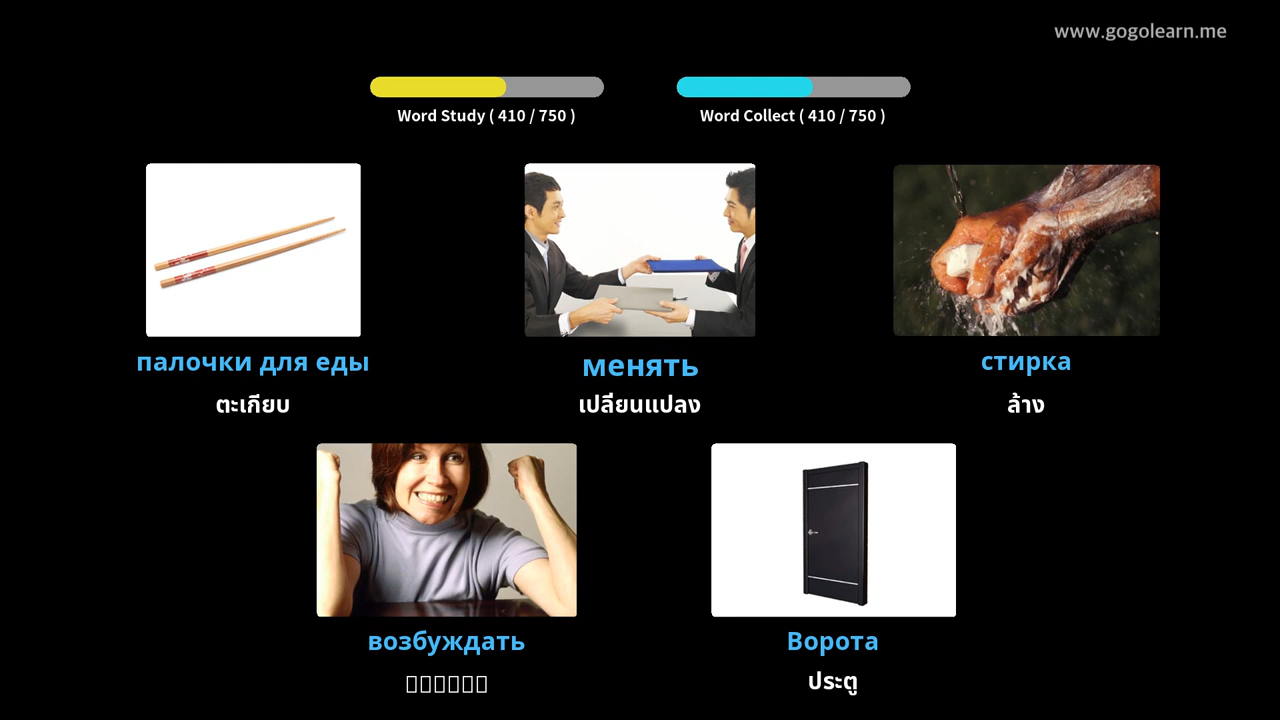 www.gogolearn.me
Word Study ( 410 / 750 )
Word Collect ( 410 / 750 )
палочки для еды
менять
стирка
ตะเกียบ
เปลี่ยนแปลง
ล้าง
возбуждать
Ворота
ประตู